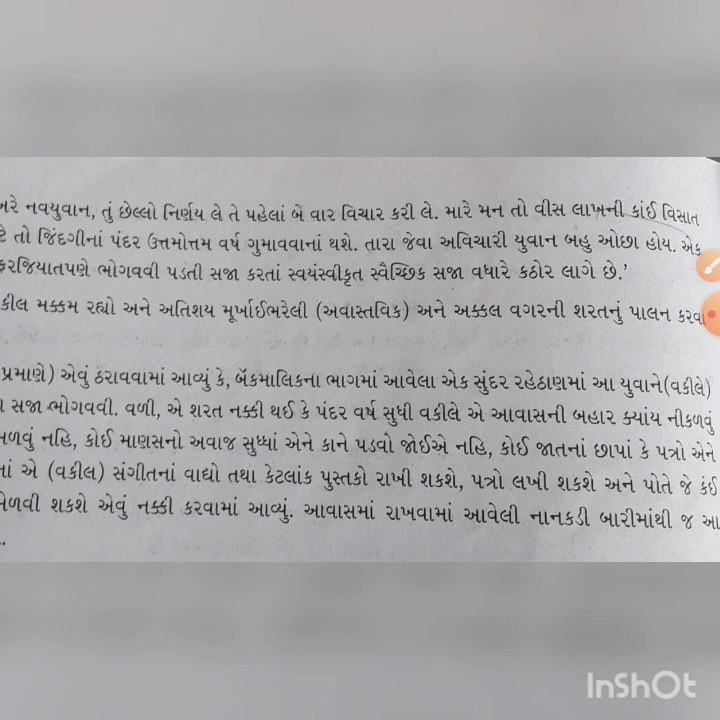 નવયુવાન, તું છેલ્લો નિર્ણય લે તે પહેલાં બે વાર વિચાર કરી લે. મારે મન તો વીસ લાખની કાંઈ વિસાત
તો જિંદગીનાં પંદર ઉત્તમોત્તમ વર્ષ ગુમાવવાનાં થશે. તારા જેવા અવિચારી યુવાન બહુ ઓછા હોય. એક
ફરજિયાતપણે ભોગવવી પડતી સજા કરતાં સ્વયંસ્વીકૃત સ્વૈચ્છિક સજા વધારે કઠોર લાગે છે.'
મક્કમ રહ્યો અને અતિશય મૂર્ખાઈભરેલી (અવાસ્તવિક) અને અક્કલ વગરની શરતનું પાલન કરવા
પ્રમાણે) એવું ઠરાવવામાં આવ્યું કે, બૅંકમાલિકના ભાગમાં આવેલા એક સુંદર રહેઠાણમાં આ યુવાને (વકીલે)
સજા ભોગવવી. વળી, એ શરત નક્કી થઈ કે પંદર વર્ષ સુધી વકીલે એ આવાસની બહાર ક્યાંય નીકળવું
નહિ, કોઈ માણસનો અવાજ સુધ્ધાં એને કાને પડવો જોઈએ નહિ, કોઈ જાતનાં છાપાં કે પત્રો એને
એ (વકીલ) સંગીતનાં વાદ્યો તથા કેટલાંક પુસ્તકો રાખી શકશે, પત્રો લખી શકશે અને પોતે જે કંઈ
મેળવી શકશે એવું નક્કી કરવામાં આવ્યું. આવાસમાં રાખવામાં આવેલી નાનકડી બારીમાંથી જ આ
InShOt